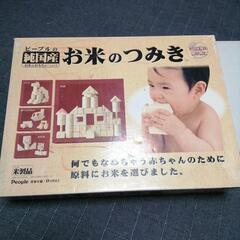 ピープルの
純国産 お米のつみき
何でもなめちゃう赤ちゃんのために
原料にお米を選びました。
米製品
People